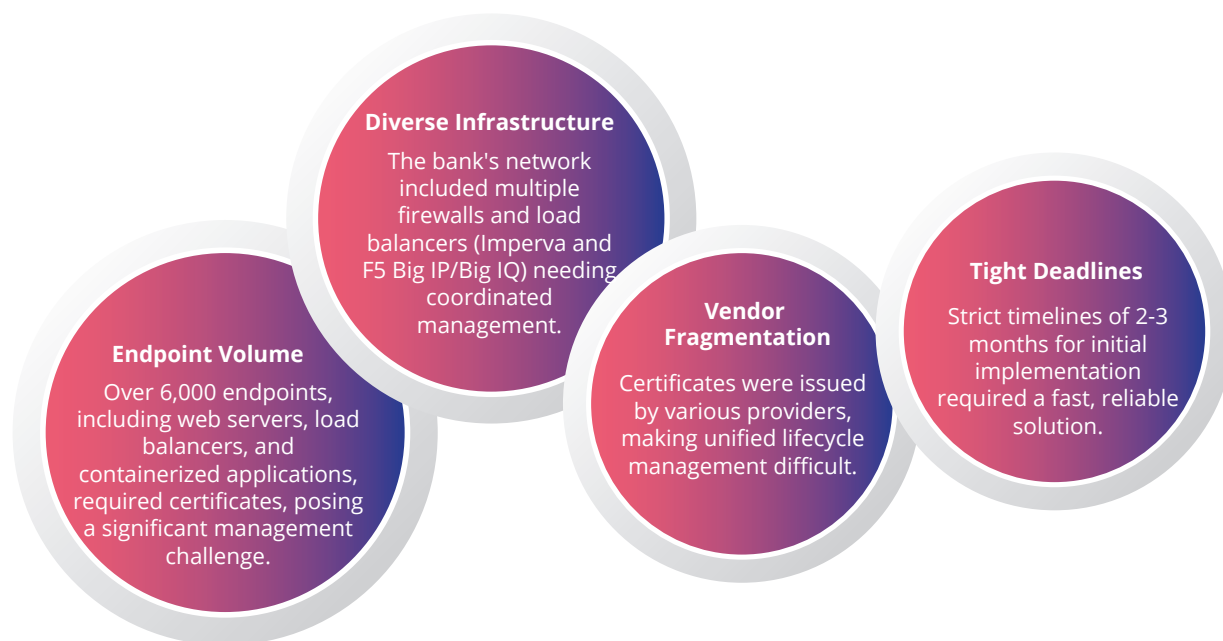 Endpoint Volume
Over 6,000 endpoints,
including web servers, load
balancers, and
containerized applications,
required certificates, posing
a significant management
challenge.
Diverse Infrastructure
The bank's network
included multiple
firewalls and load
balancers (Imperva and
F5 Big IP/Big IQ) needing
coordinated
management.
Vendor
Fragmentation
Certificates were issued
by various providers,
making unified lifecycle
management difficult.
Tight Deadlines
Strict timelines of 2-3
months for initial
implementation
required a fast, reliable
solution.